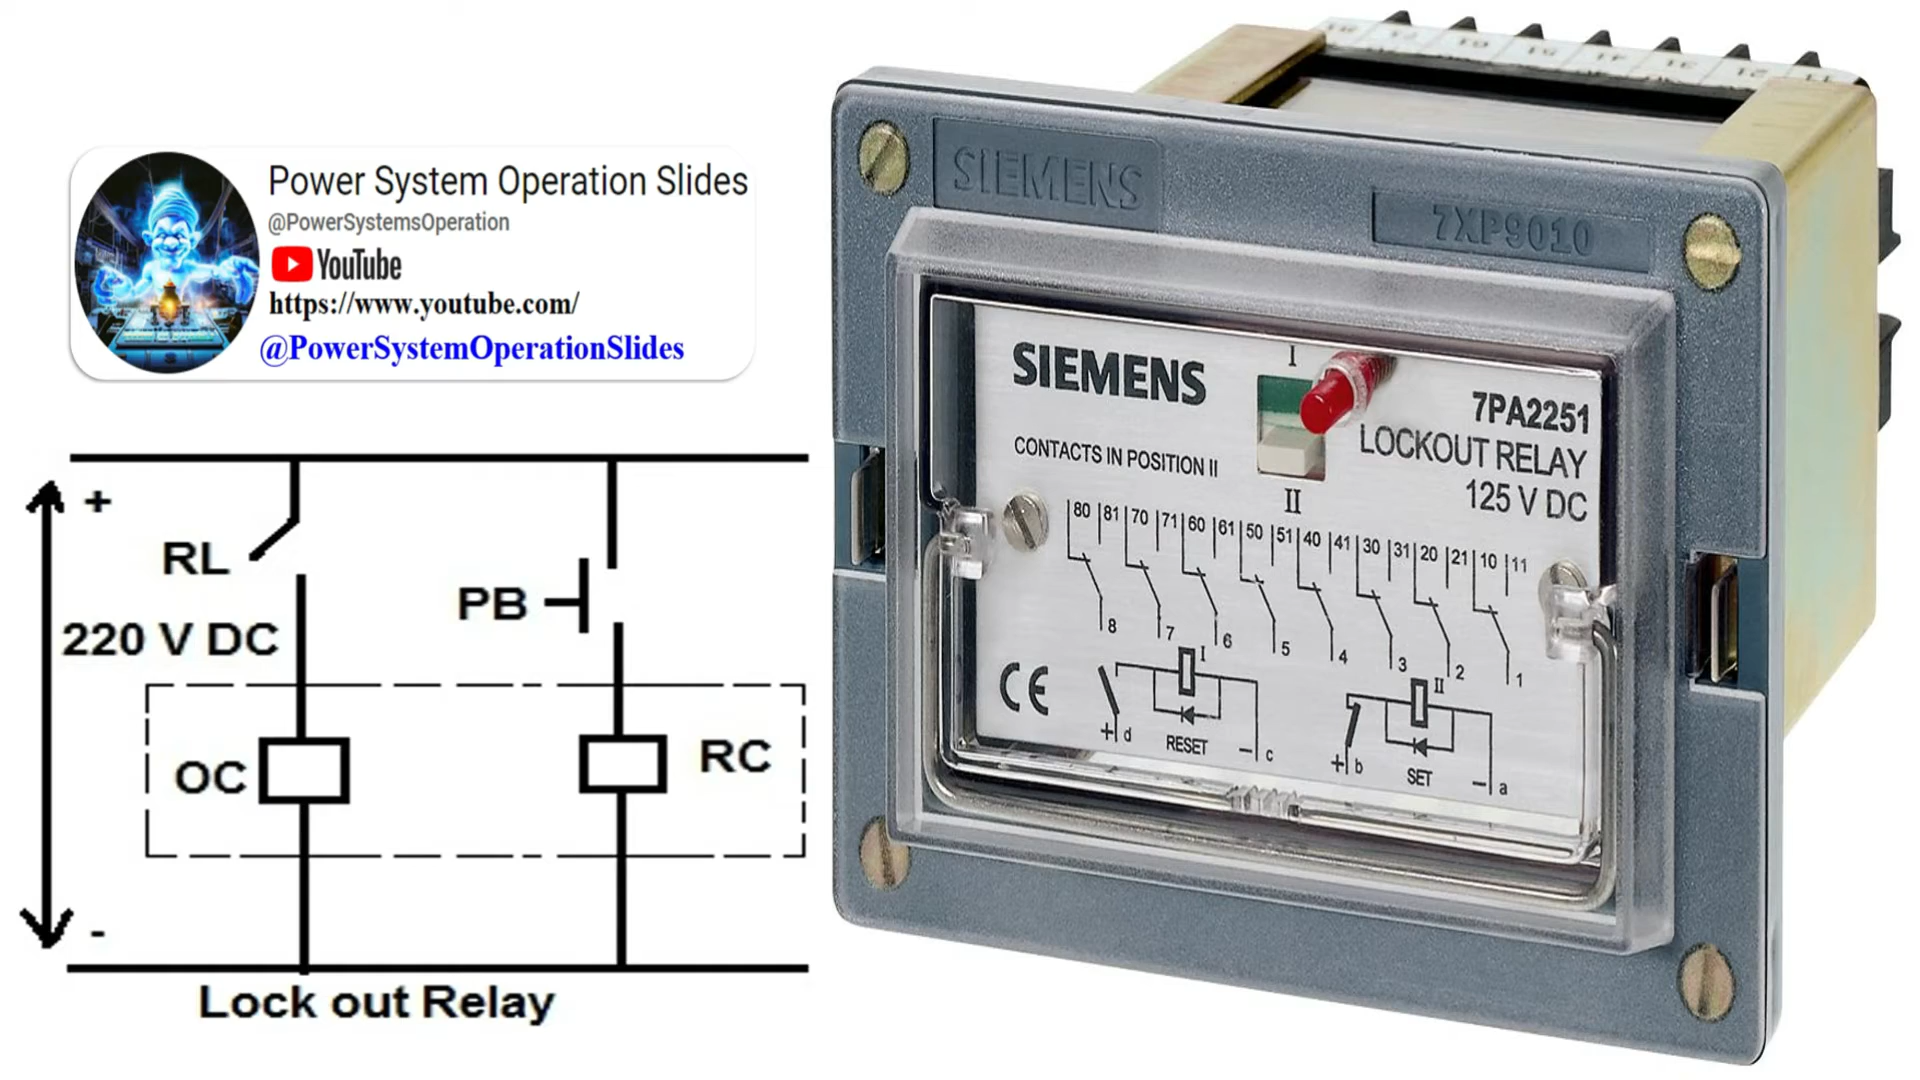 Power System Operation Slides
@PowerSystemsOperation
YouTube
https://www.youtube.com/
@PowerSystemOperationSlides
+
RL
PB
220 V DC
OC
RC
-
Lock out Relay
SIEMENS
7XP9010
SIEMENS
I
7PA2251
LOCKOUT RELAY
125 V DC
CONTACTS IN POSITION II
II
80 81 70 71 60 61 50 51 40 41 30 31 20 21 10 11
8 7 6 5 4 3 2 1
CE
I
+ d RESET - c
II
+ b SET - a